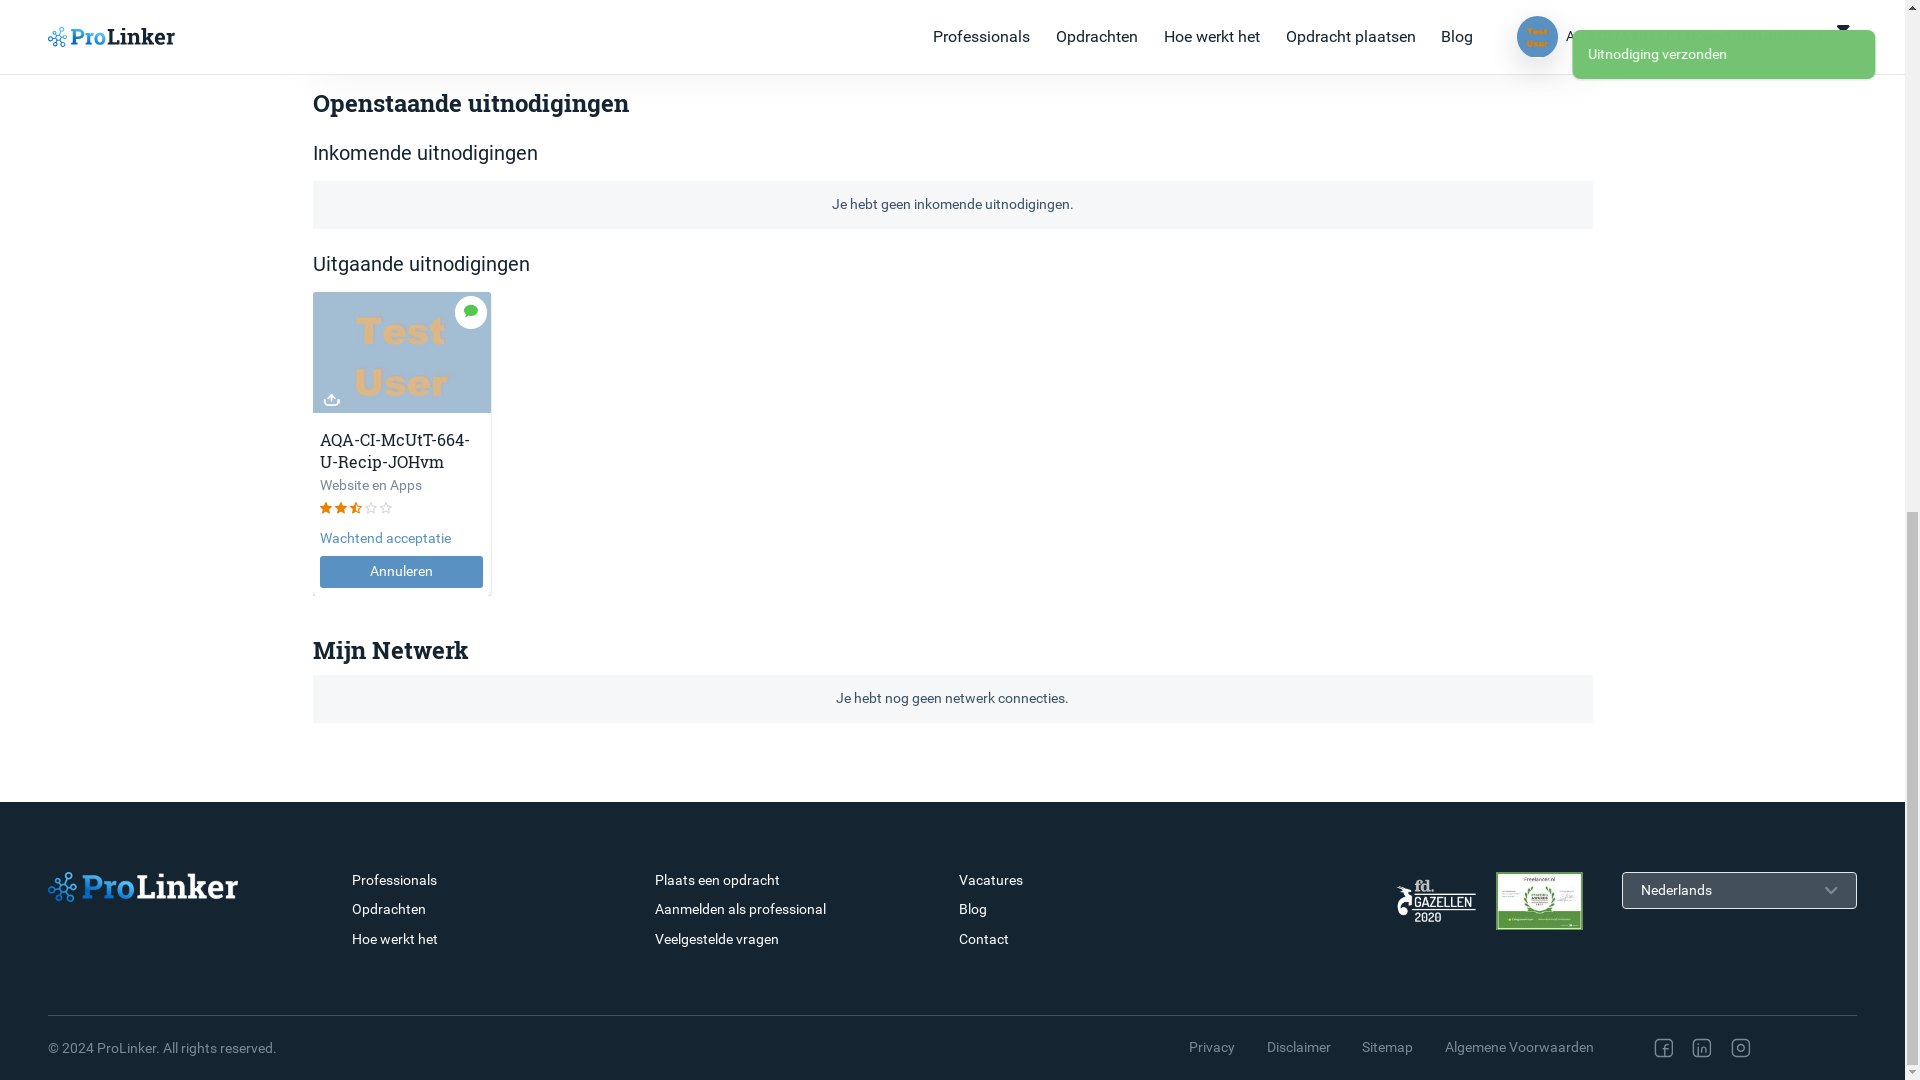 ProLinker
Professionals
Opdrachten
Hoe werkt het
Opdracht plaatsen
Blog
Test
User
A
Uitnodiging verzonden
Openstaande uitnodigingen
Inkomende uitnodigingen
Je hebt geen inkomende uitnodigingen.
Uitgaande uitnodigingen
Test
User
AQA-CI-McUtT-664-
U-Recip-JOHvm
Website en Apps
Wachtend acceptatie
Annuleren
Mijn Netwerk
Je hebt nog geen netwerk connecties.
ProLinker
Professionals
Opdrachten
Hoe werkt het
Plaats een opdracht
Aanmelden als professional
Veelgestelde vragen
Vacatures
Blog
Contact
fd.
GAZELLEN
2020
Nederlands
© 2024 ProLinker. All rights reserved.
Privacy
Disclaimer
Sitemap
Algemene Voorwaarden